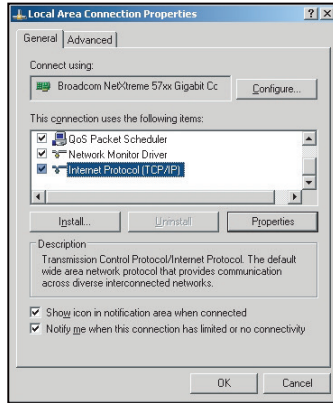 Local Area Connection Properties
General Advanced
Connect using:
Broadcom NetXtreme 57xx Gigabit Cc Configure...
This connection uses the following items:
QoS Packet Scheduler
Network Monitor Driver
Internet Protocol (TCP/IP)
Install... Uninstall Properties
Description
Transmission Control Protocol/Internet Protocol. The default
wide area network protocol that provides communication
across diverse interconnected networks.
Show icon in notification area when connected
Notify me when this connection has limited or no connectivity
OK Cancel